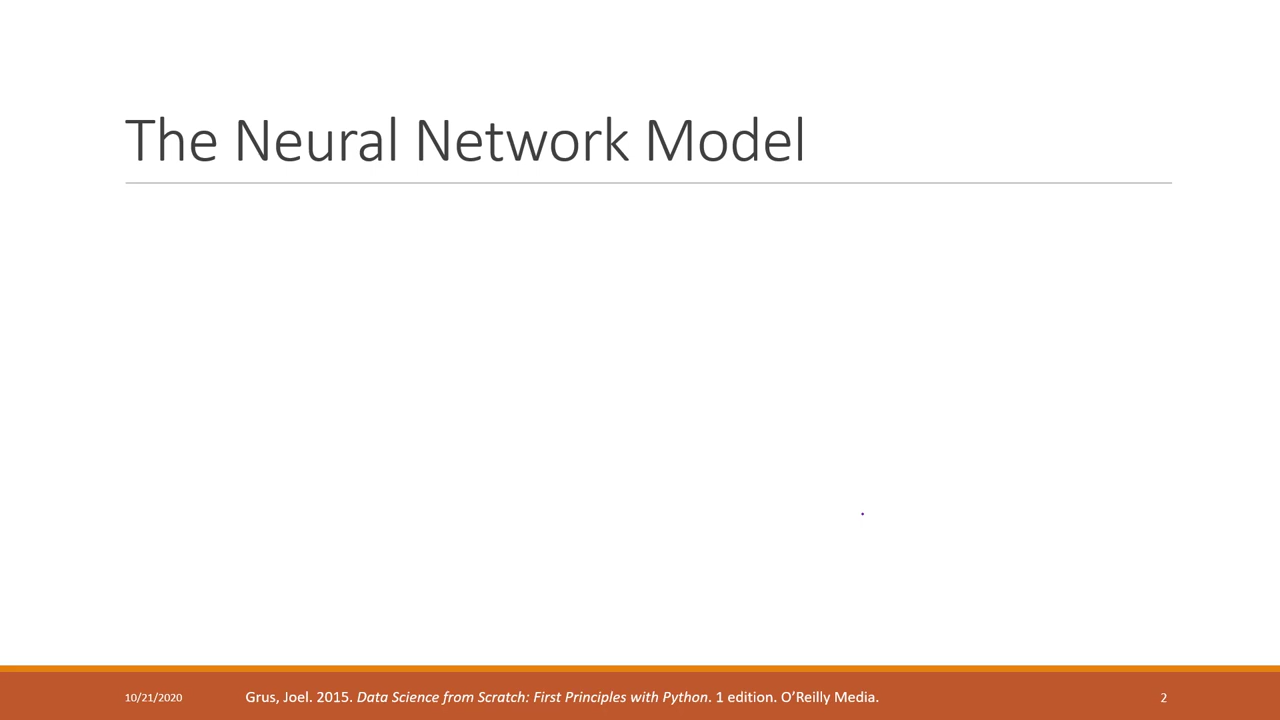 The Neural Network Model
10/21/2020 Grus, Joel. 2015. Data Science from Scratch: First Principles with Python. 1 edition. O’Reilly Media. 2